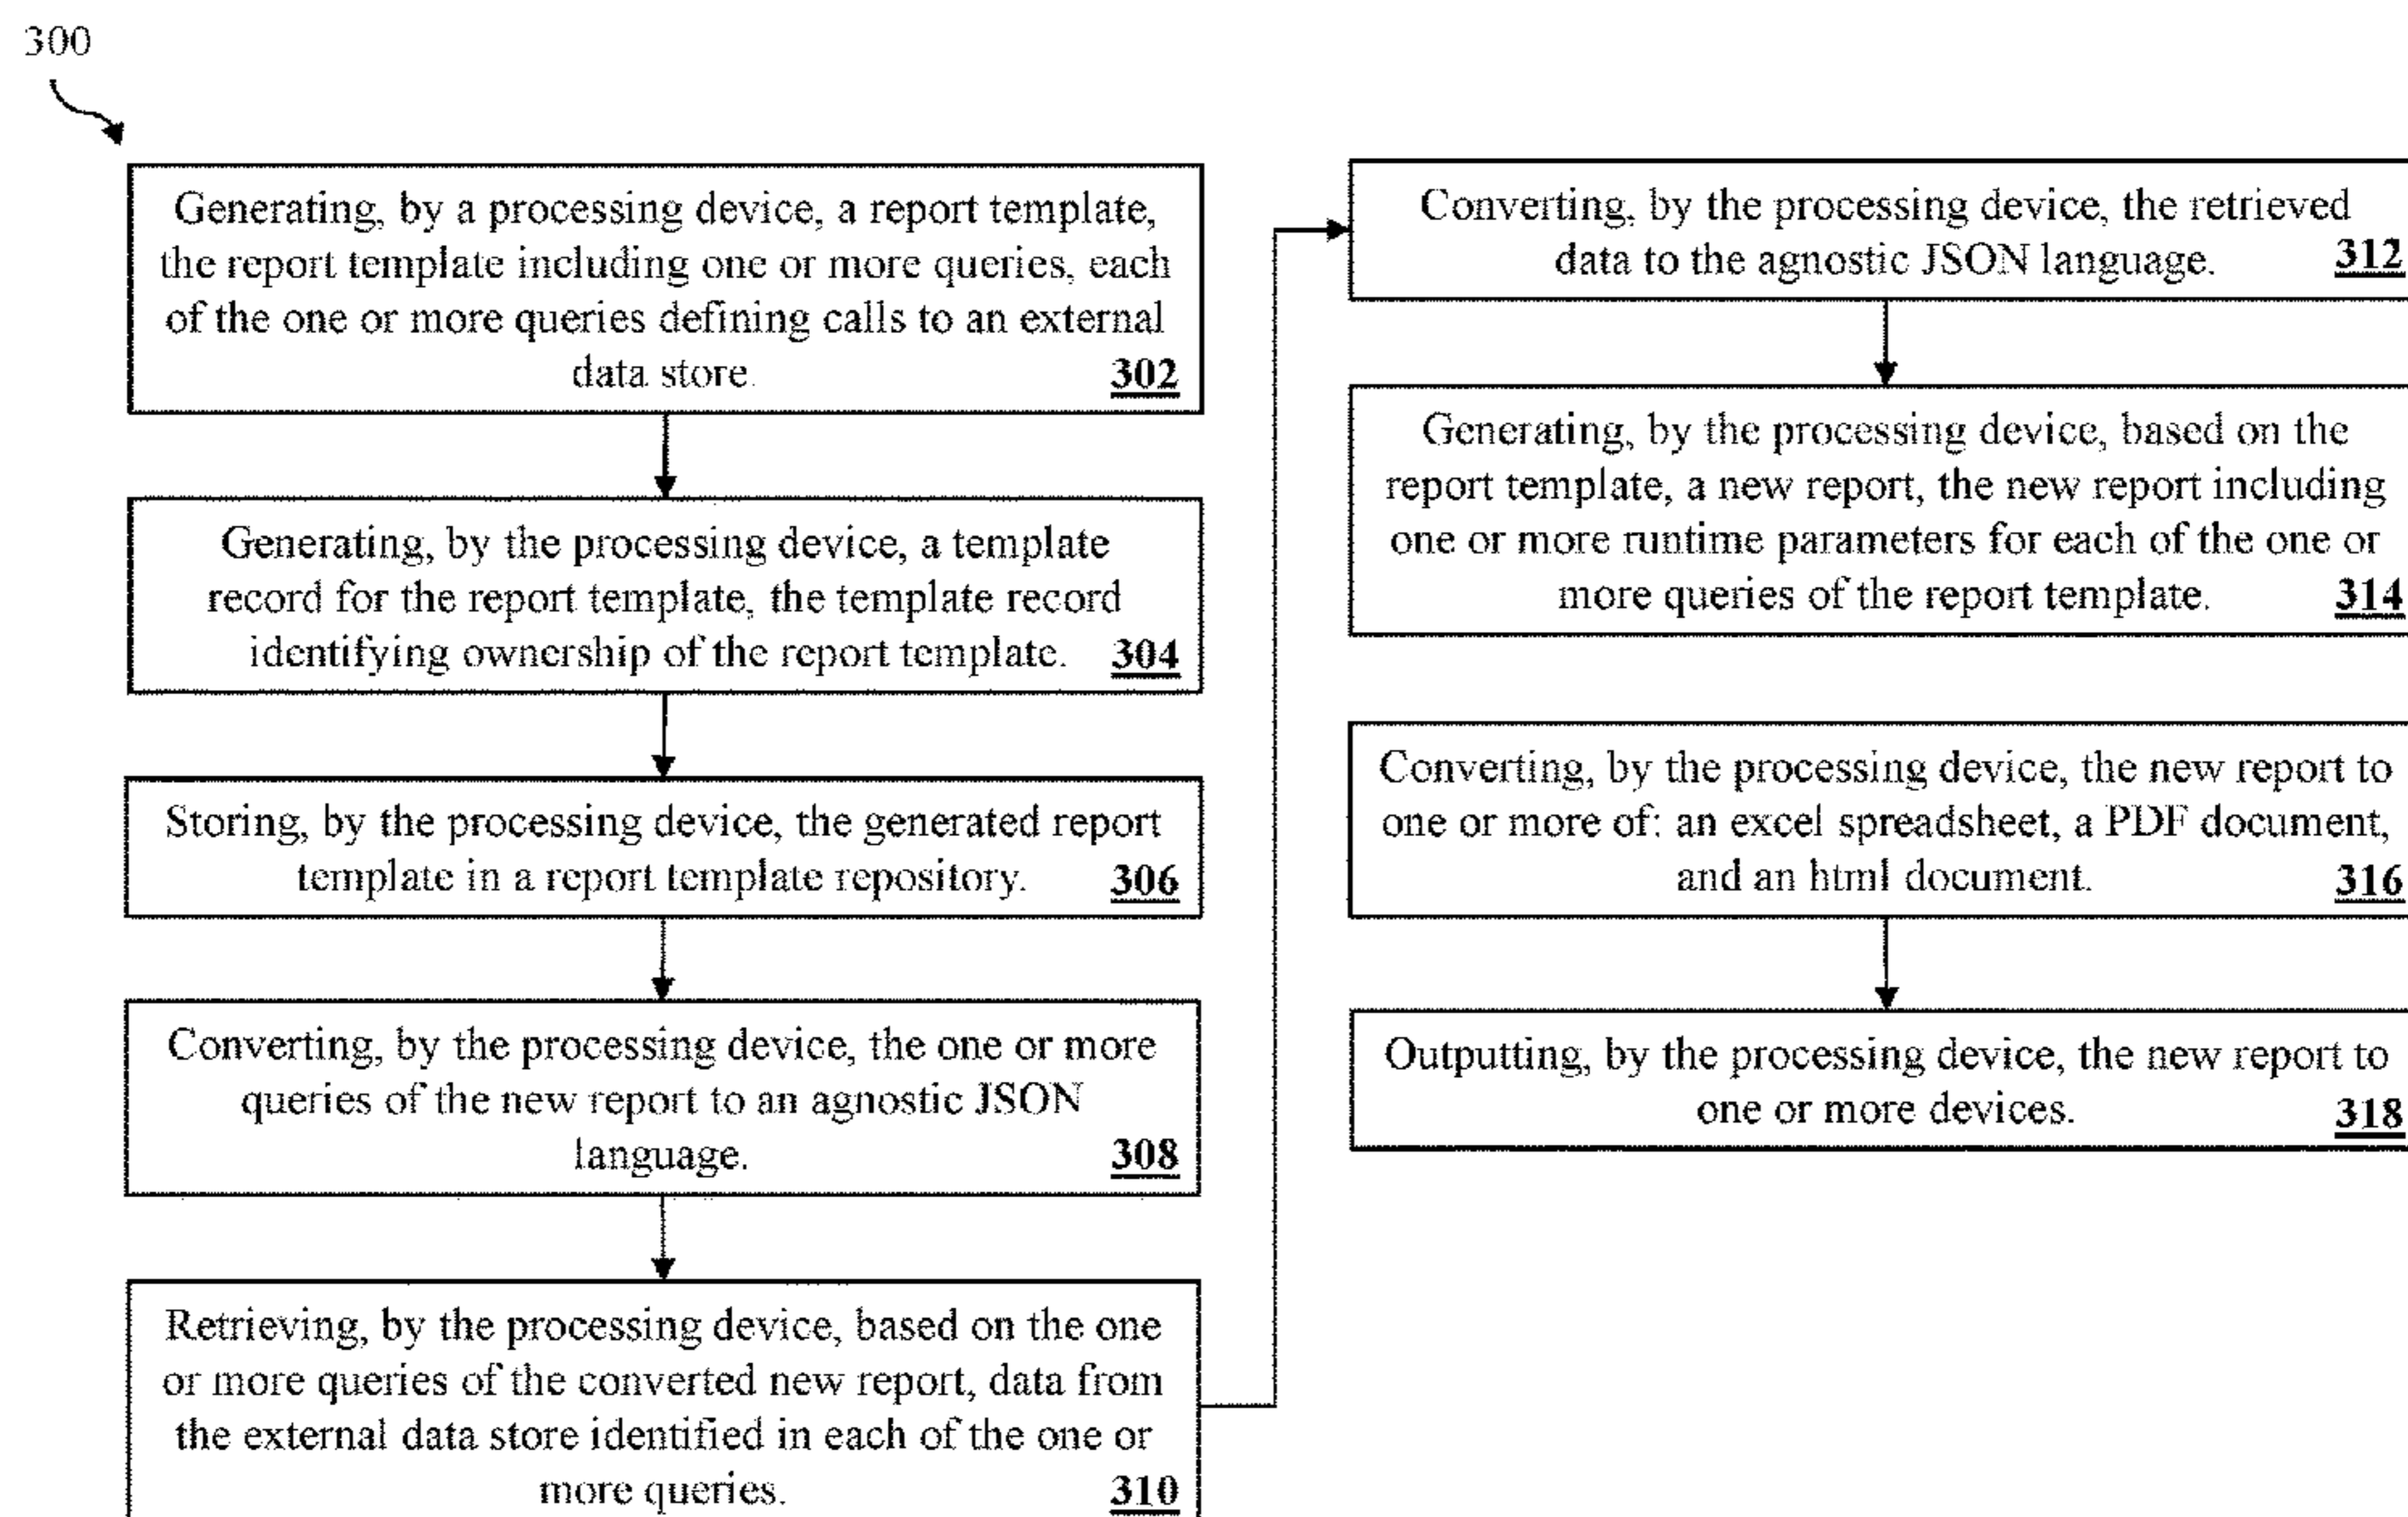 300
Generating, by a processing device, a report template,
the report template including one or more queries, each
of the one or more queries defining calls to an external
data store. 302
Generating, by the processing device, a template
record for the report template, the template record
identifying ownership of the report template. 304
Storing, by the processing device, the generated report
template in a report template repository. 306
Converting, by the processing device, the one or more
queries of the new report to an agnostic JSON
language. 308
Retrieving, by the processing device, based on the one
or more queries of the converted new report, data from
the external data store identified in each of the one or
more queries. 310
Converting, by the processing device, the retrieved
data to the agnostic JSON language. 312
Generating, by the processing device, based on the
report template, a new report, the new report including
one or more runtime parameters for each of the one or
more queries of the report template. 314
Converting, by the processing device, the new report to
one or more of: an excel spreadsheet, a PDF document,
and an html document. 316
Outputting, by the processing device, the new report to
one or more devices. 318